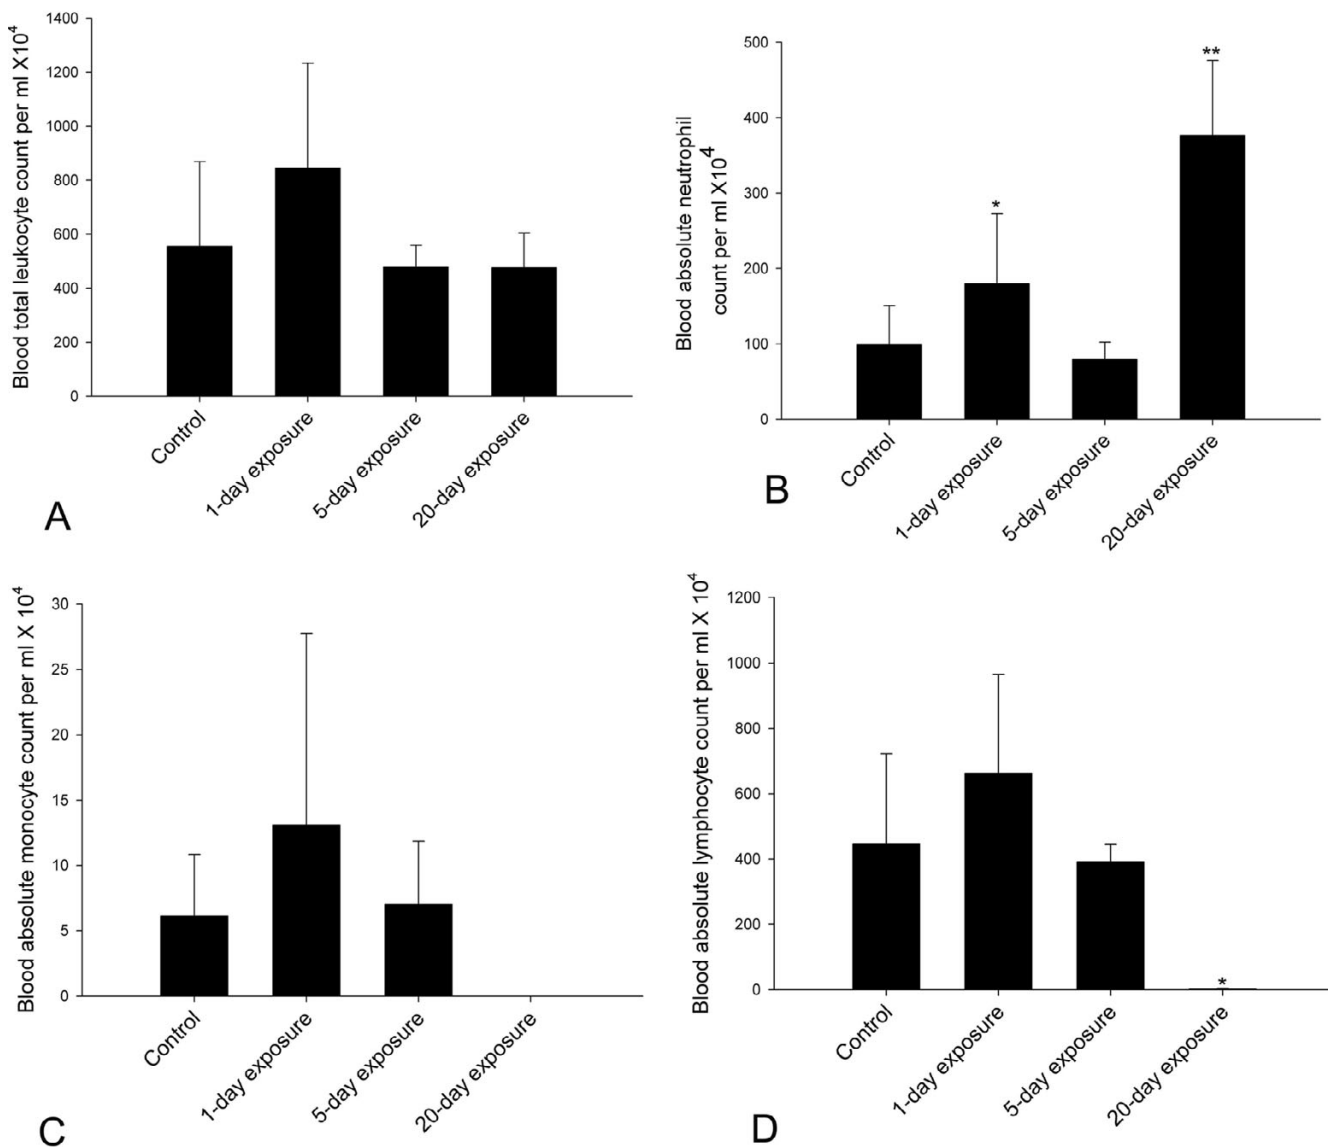 Blood total leukocyte count per ml X10⁴
1400
1200
1000
800
600
400
200
0
Control
1-day exposure
5-day exposure
20-day exposure
A
Blood absolute neutrophil
count per ml X10⁴
500
400
300
200
100
0
*
**
Control
1-day exposure
5-day exposure
20-day exposure
B
Blood absolute monocyte count per ml X 10⁴
30
25
20
15
10
5
0
Control
1-day exposure
5-day exposure
20-day exposure
C
Blood absolute lymphocyte count per ml X 10⁴
1200
1000
800
600
400
200
0
*
Control
1-day exposure
5-day exposure
20-day exposure
D